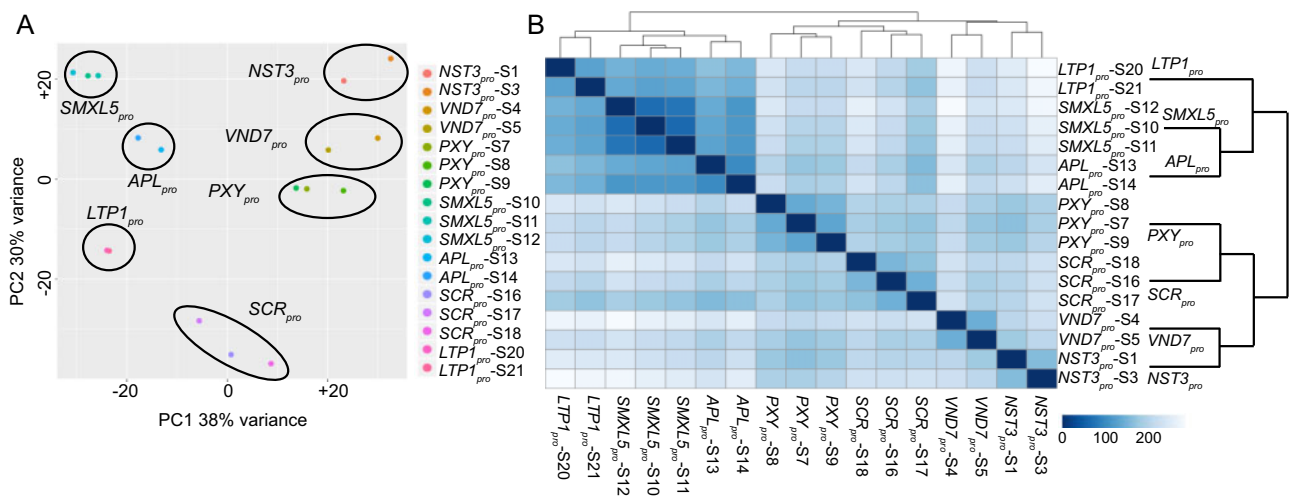 A
PC2 30% variance
+20
0
-20
-20
0
+20
PC1 38% variance
SMXL5pro
APLpro
LTP1pro
NST3pro
VND7pro
PXYpro
SCRpro
NST3pro-S1
NST3pro-S3
VND7pro-S4
VND7pro-S5
PXYpro-S7
PXYpro-S8
PXYpro-S9
SMXL5pro-S10
SMXL5pro-S11
SMXL5pro-S12
APLpro-S13
APLpro-S14
SCRpro-S16
SCRpro-S17
SCRpro-S18
LTP1pro-S20
LTP1pro-S21
B
LTP1pro-S20
LTP1pro-S21
SMXL5pro-S12
SMXL5pro-S10
SMXL5pro-S11
APLpro-S13
APLpro-S14
PXYpro-S8
PXYpro-S7
PXYpro-S9
SCRpro-S18
SCRpro-S16
SCRpro-S17
VND7pro-S4
VND7pro-S5
NST3pro-S1
NST3pro-S3
LTP1pro
SMXL5pro
APLpro
PXYpro
SCRpro
VND7pro
NST3pro
LTP1pro-S20
LTP1pro-S21
SMXL5pro-S12
SMXL5pro-S10
SMXL5pro-S11
APLpro-S13
APLpro-S14
PXYpro-S8
PXYpro-S7
PXYpro-S9
SCRpro-S18
SCRpro-S16
SCRpro-S17
VND7pro-S4
VND7pro-S5
NST3pro-S1
NST3pro-S3
0 100 200